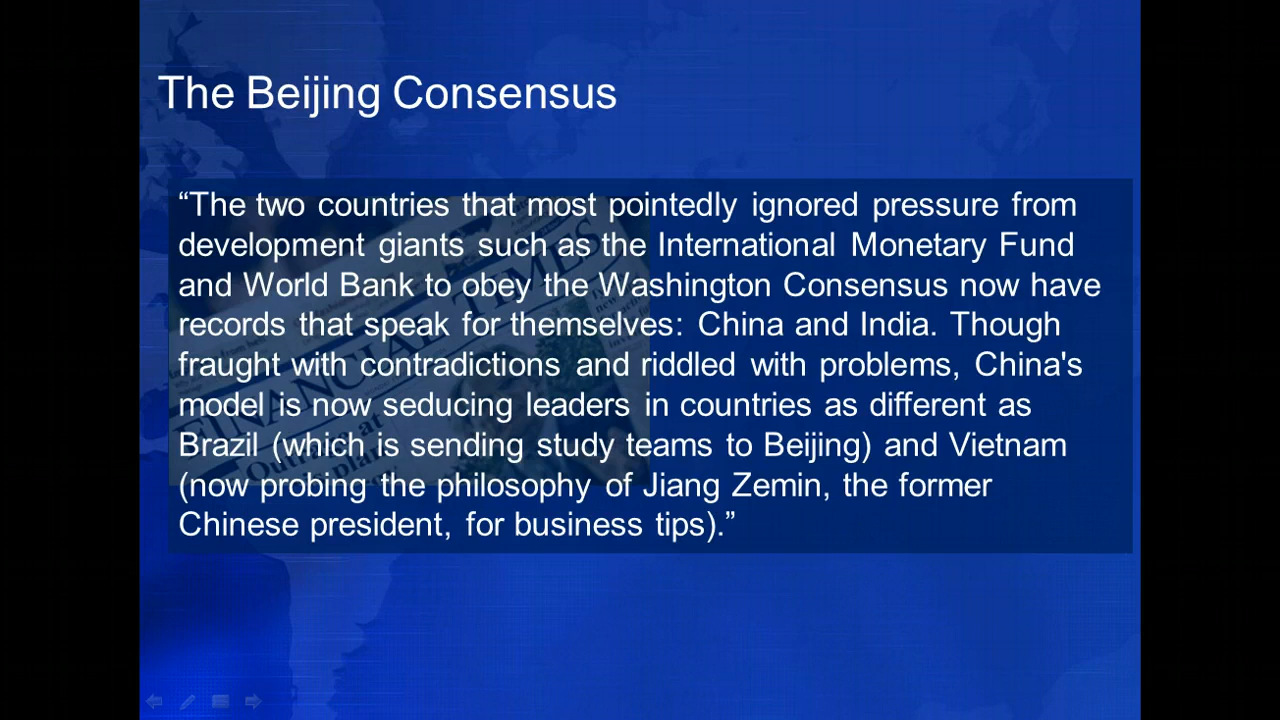 The Beijing Consensus
“The two countries that most pointedly ignored pressure from
development giants such as the International Monetary Fund
and World Bank to obey the Washington Consensus now have
records that speak for themselves: China and India. Though
fraught with contradictions and riddled with problems, China's
model is now seducing leaders in countries as different as
Brazil (which is sending study teams to Beijing) and Vietnam
(now probing the philosophy of Jiang Zemin, the former
Chinese president, for business tips).”
FINANCIAL TIMES